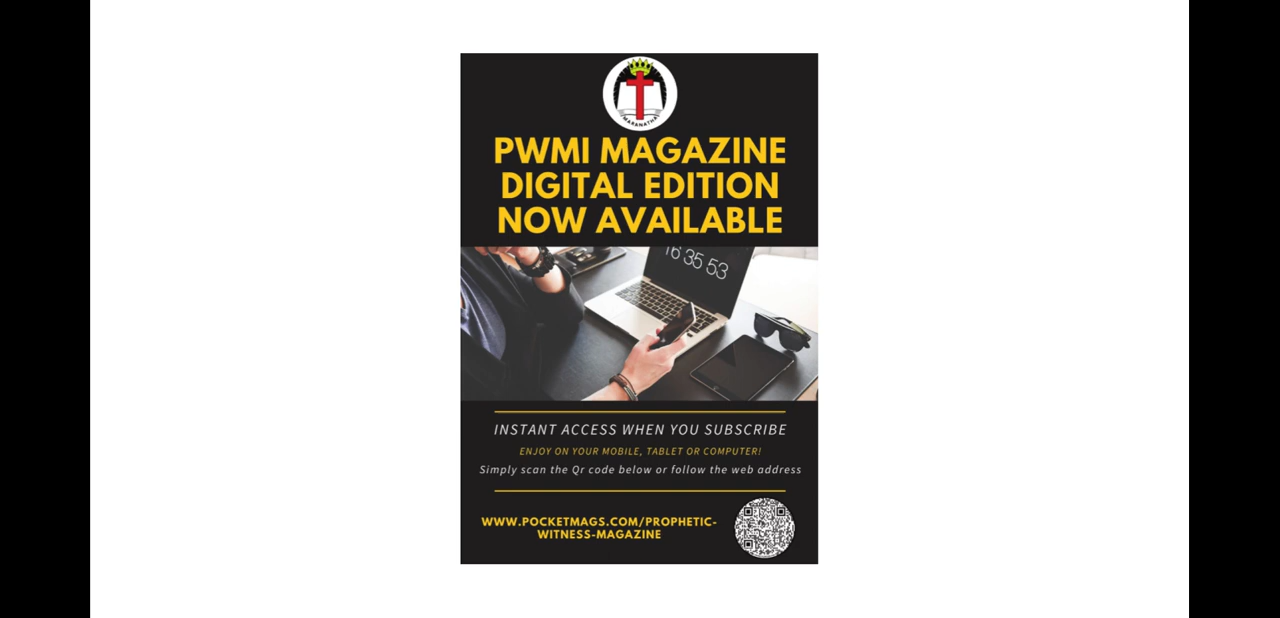 MARANATHA
PWMI MAGAZINE
DIGITAL EDITION
NOW AVAILABLE
16 35 53
INSTANT ACCESS WHEN YOU SUBSCRIBE
ENJOY ON YOUR MOBILE, TABLET OR COMPUTER!
Simply scan the Qr code below or follow the web address
WWW.POCKETMAGS.COM/PROPHETIC-
WITNESS-MAGAZINE